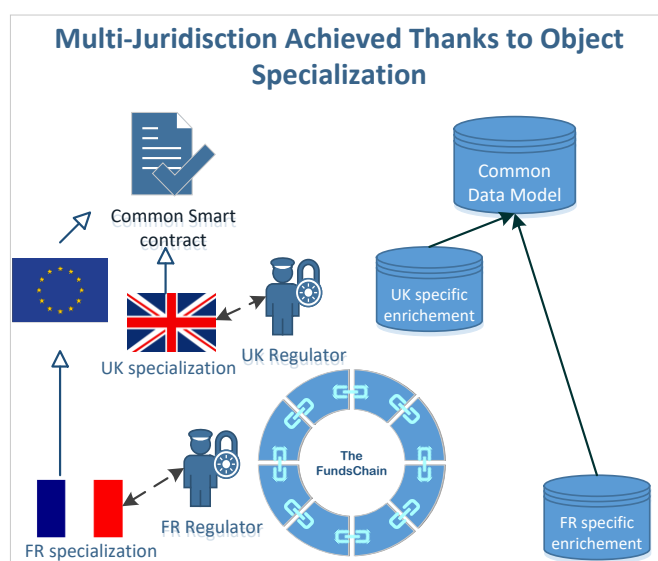 Multi-Juridisction Achieved Thanks to Object
Specialization
Common Smart
contract
Common
Data Model
UK specific
enrichement
UK specialization
UK Regulator
The
FundsChain
FR specialization
FR Regulator
FR specific
enrichement